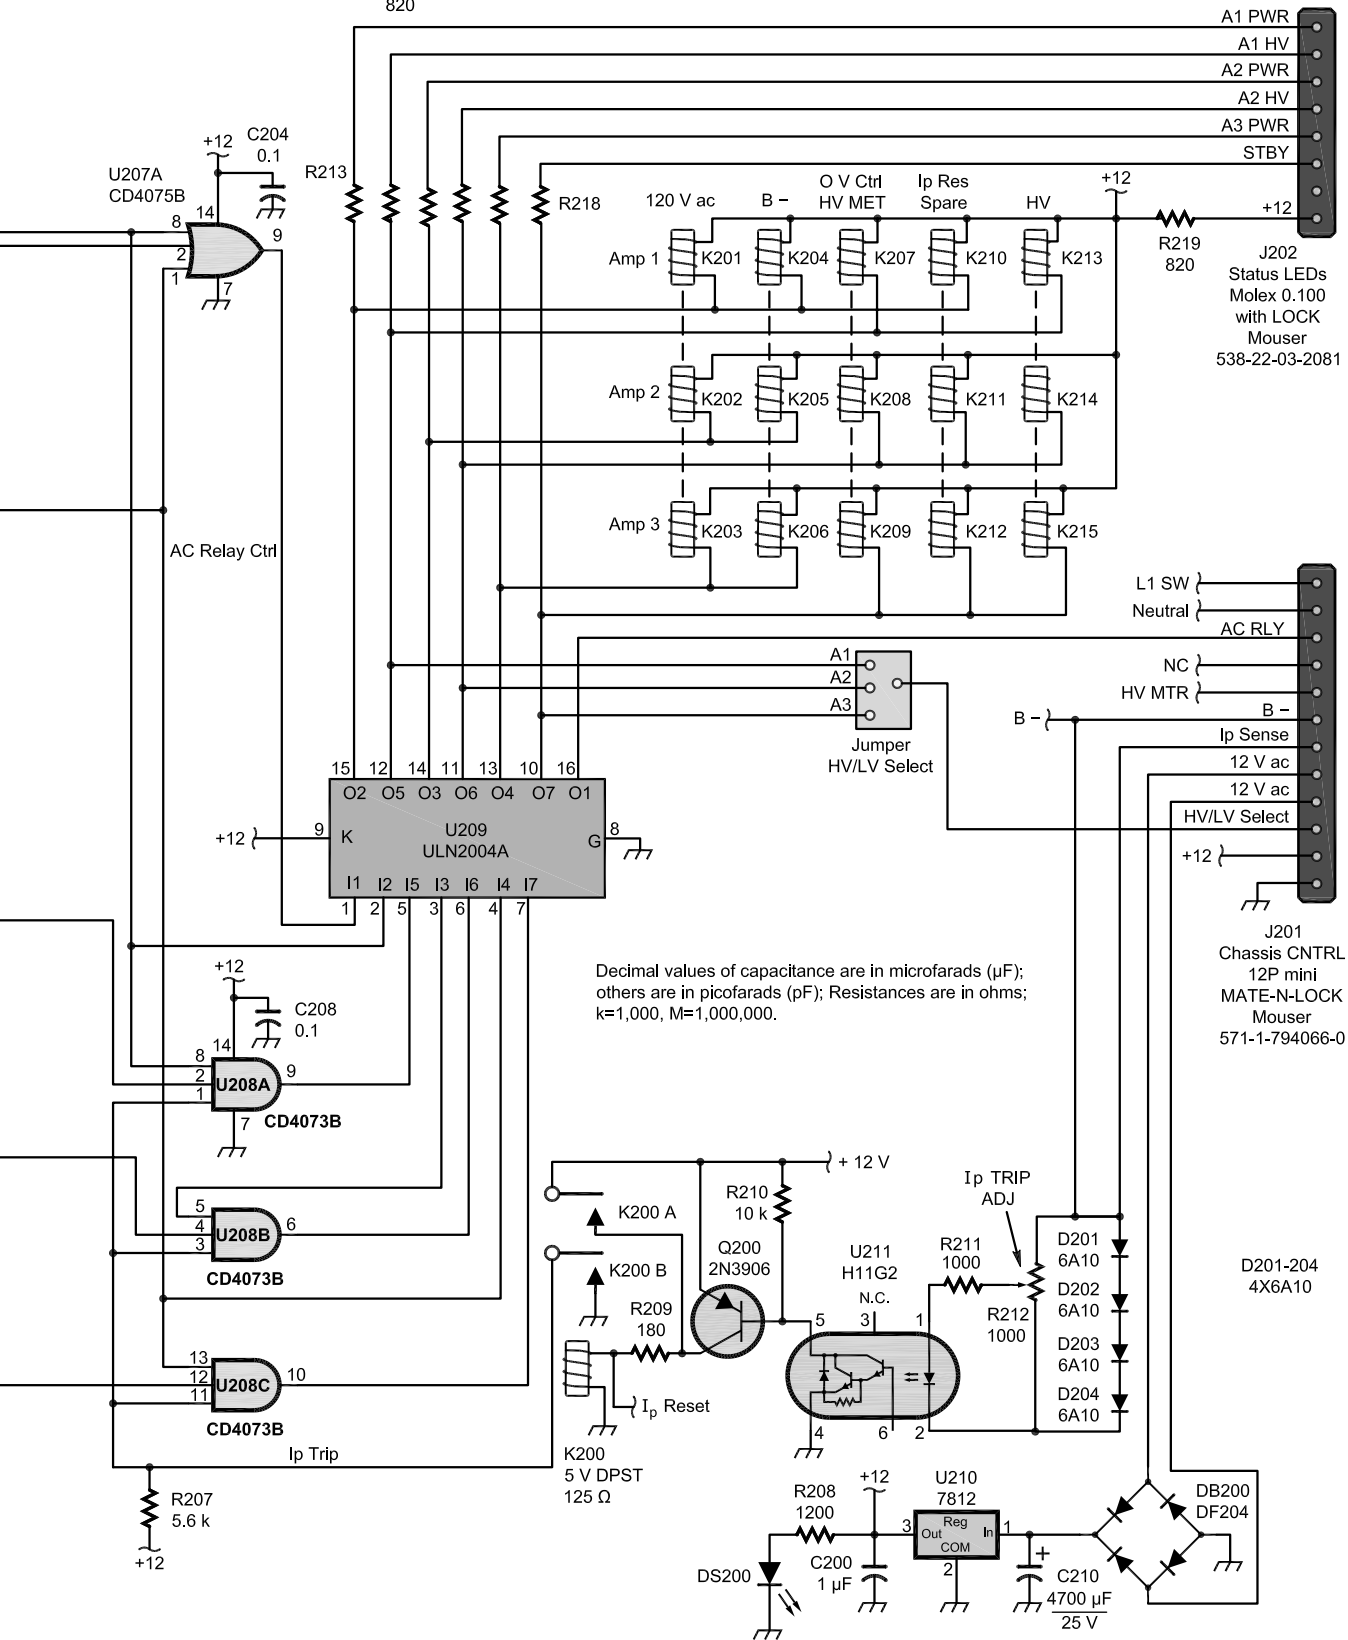 820
A1 PWR
A1 HV
A2 PWR
A2 HV
A3 PWR
STBY
+12
+12
C204
0.1
U207A
CD4075B
14
8
2
1
9
7
R213
R218
120 V ac
B −
O V Ctrl
HV MET
Ip Res
Spare
HV
+12
R219
820
J202
Status LEDs
Molex 0.100
with LOCK
Mouser
538-22-03-2081
Amp 1
K201
K204
K207
K210
K213
Amp 2
K202
K205
K208
K211
K214
Amp 3
K203
K206
K209
K212
K215
AC Relay Ctrl
L1 SW
Neutral
AC RLY
NC
HV MTR
B −
B −
Ip Sense
12 V ac
12 V ac
HV/LV Select
+12
A1
A2
A3
Jumper
HV/LV Select
15 12 14 11 13 10 16
O2 O5 O3 O6 O4 O7 O1
+12
9
K
U209
ULN2004A
G
8
I1 I2 I5 I3 I6 I4 I7
1 2 5 3 6 4 7
J201
Chassis CNTRL
12P mini
MATE-N-LOCK
Mouser
571-1-794066-0
Decimal values of capacitance are in microfarads (µF);
others are in picofarads (pF); Resistances are in ohms;
k=1,000, M=1,000,000.
+12
C208
0.1
14
8
2
1
U208A
9
7
CD4073B
5
4
3
U208B
6
CD4073B
13
12
11
U208C
10
CD4073B
Ip Trip
R207
5.6 k
+12
+ 12 V
K200 A
K200 B
R210
10 k
Q200
2N3906
R209
180
Ip Reset
K200
5 V DPST
125 Ω
U211
H11G2
N.C.
5
3
1
4
6
2
R211
1000
Ip TRIP
ADJ
R212
1000
D201
6A10
D202
6A10
D203
6A10
D204
6A10
D201-204
4X6A10
DS200
R208
1200
+12
C200
1 µF
U210
7812
3
Reg
Out
In
COM
1
2
+
C210
4700 µF
25 V
DB200
DF204